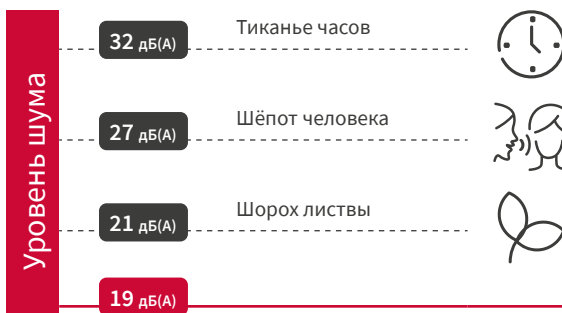 Уровень шума
32 дБ(А)
Тиканье часов
27 дБ(А)
Шёпот человека
21 дБ(А)
Шорох листвы
19 дБ(А)